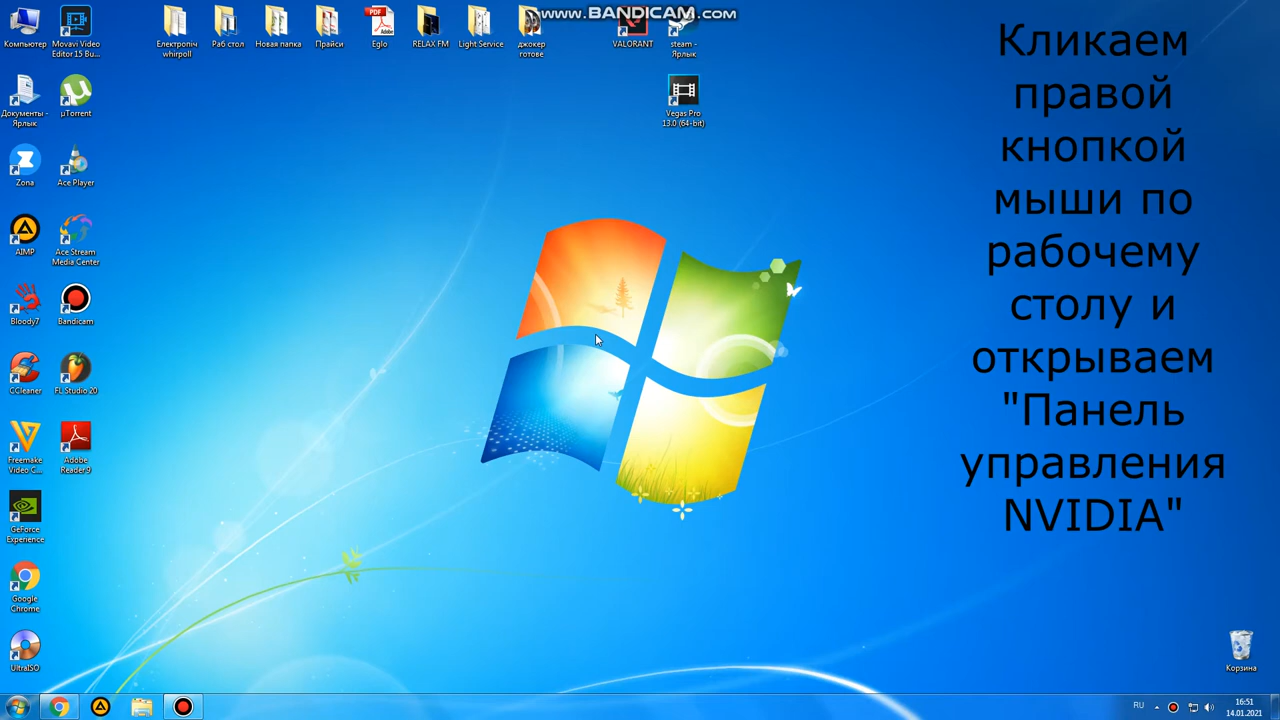 www.BANDICAM.com
Компьютер
Movavi Video
Editor 15 Bu...
Електропіч
whirpoll
Раб стол
Новая папка
Прайси
Eglo
RELAX FM
Light Service
джокер
готове
VALORANT
steam -
Ярлык
Документы -
Ярлык
µTorrent
Vegas Pro
13.0 (64-bit)
Zona
Ace Player
AIMP
Ace Stream
Media Center
Bloody7
Bandicam
CCleaner
FL Studio 20
Freemake
Video C...
Adobe
Reader 9
GeForce
Experience
Google
Chrome
UltraISO
Кликаем
правой
кнопкой
мыши по
рабочему
столу и
открываем
"Панель
управления
NVIDIA"
Корзина
RU
16:51
14.01.2021